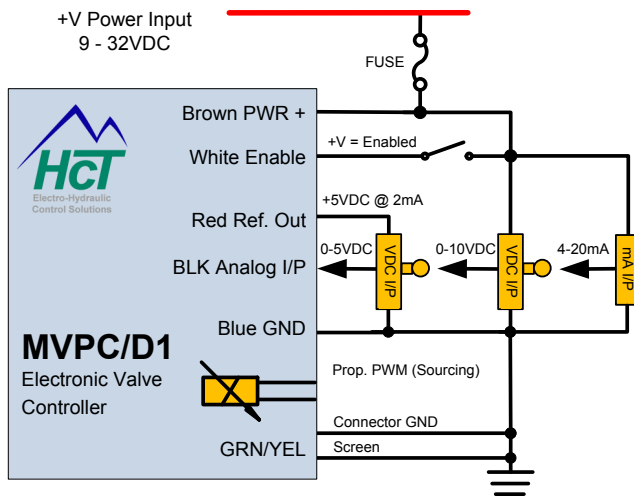 +V Power Input
9 - 32VDC
FUSE
HcT
Electro-Hydraulic
Control Solutions
Brown PWR +
White Enable
+V = Enabled
Red Ref. Out
+5VDC @ 2mA
BLK Analog I/P
0-5VDC
VDC I/P
0-10VDC
VDC I/P
4-20mA
mA I/P
Blue GND
MVPC/D1
Electronic Valve
Controller
Prop. PWM (Sourcing)
Connector GND
GRN/YEL
Screen